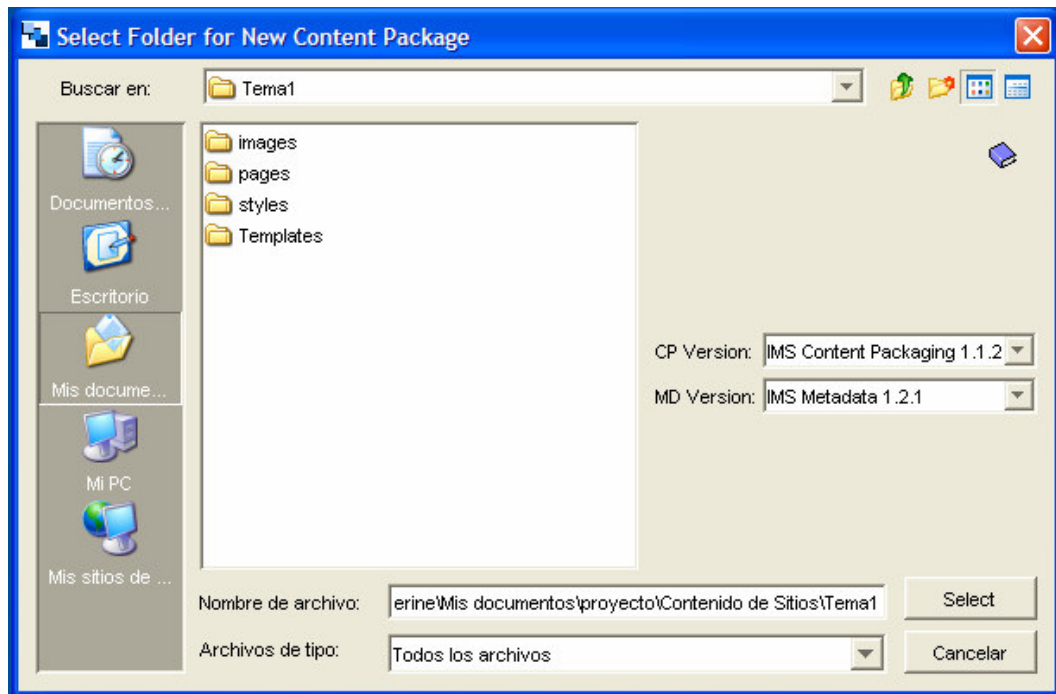 Select Folder for New Content Package
Buscar en:
Tema1
images
pages
styles
Templates
Documentos...
Escritorio
Mis docume...
Mi PC
Mis sitios de ...
CP Version:
IMS Content Packaging 1.1.2
MD Version:
IMS Metadata 1.2.1
Nombre de archivo:
erine\Mis documentos\proyecto\Contenido de Sitios\Tema1
Select
Archivos de tipo:
Todos los archivos
Cancelar